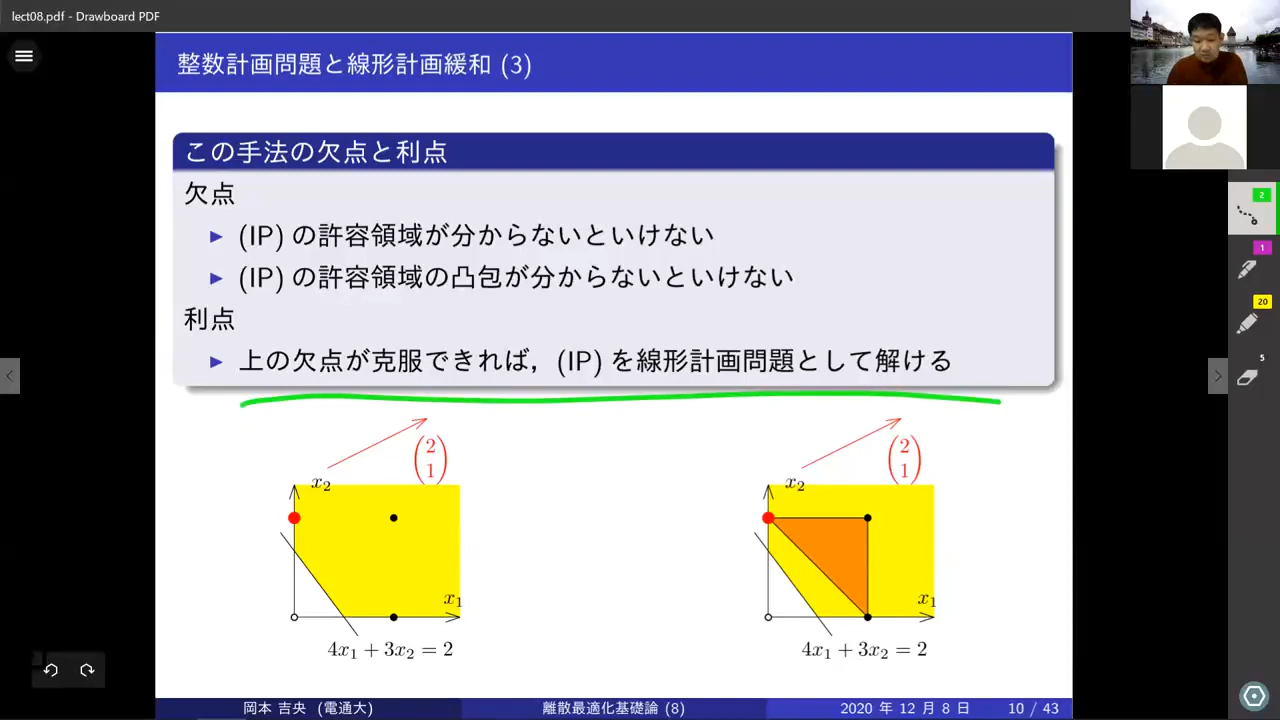 lect08.pdf - Drawboard PDF
整数計画問題と線形計画緩和 (3)
この手法の欠点と利点
欠点
▶ (IP) の許容領域が分からないといけない
▶ (IP) の許容領域の凸包が分からないといけない
利点
▶ 上の欠点が克服できれば，(IP) を線形計画問題として解ける
2
1
x₂
x₁
4x₁ + 3x₂ = 2
2
1
x₂
x₁
4x₁ + 3x₂ = 2
岡本 吉央 (電通大)
離散最適化基礎論 (8)
2020 年 12 月 8 日
10 / 43
2
1
20
5